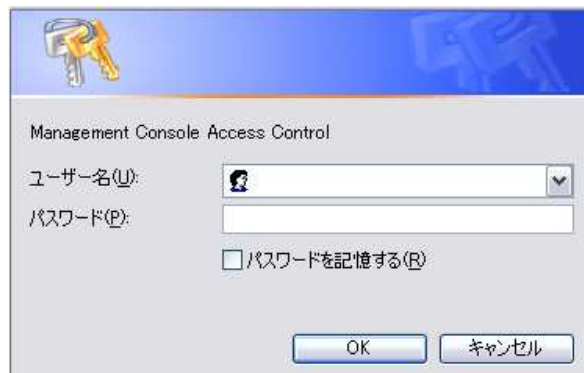 Management Console Access Control
ユーザー名(U):
パスワード(P):
パスワードを記憶する(R)
OK キャンセル